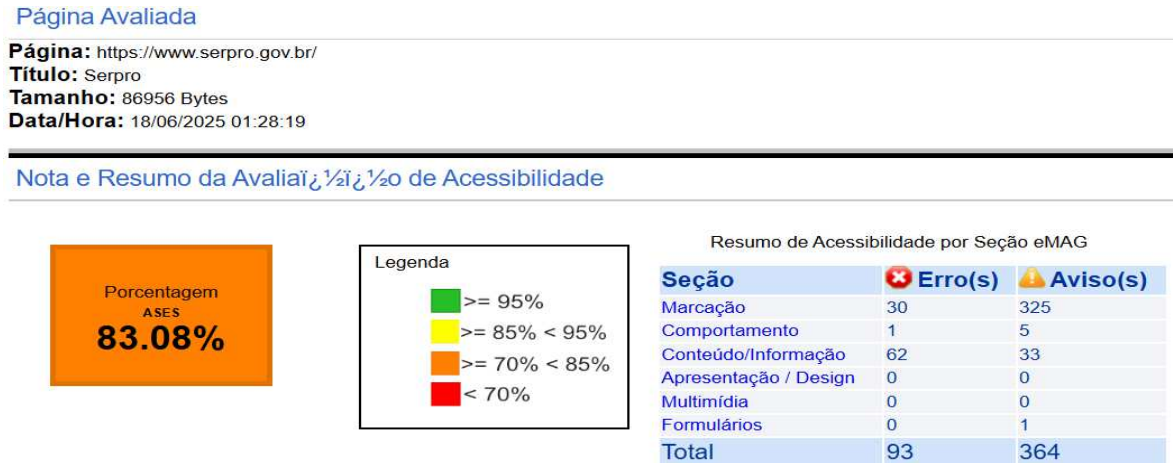 Página Avaliada
Página: https://www.serpro.gov.br/
Título: Serpro
Tamanho: 86956 Bytes
Data/Hora: 18/06/2025 01:28:19
Nota e Resumo da Avaliaï¿½ï¿½o de Acessibilidade
Porcentagem
ASES
83.08%
Legenda
>= 95%
>= 85% < 95%
>= 70% < 85%
< 70%
Resumo de Acessibilidade por Seção eMAG
Seção Erro(s) Aviso(s)
Marcação 30 325
Comportamento 1 5
Conteúdo/Informação 62 33
Apresentação / Design 0 0
Multimídia 0 0
Formulários 0 1
Total 93 364